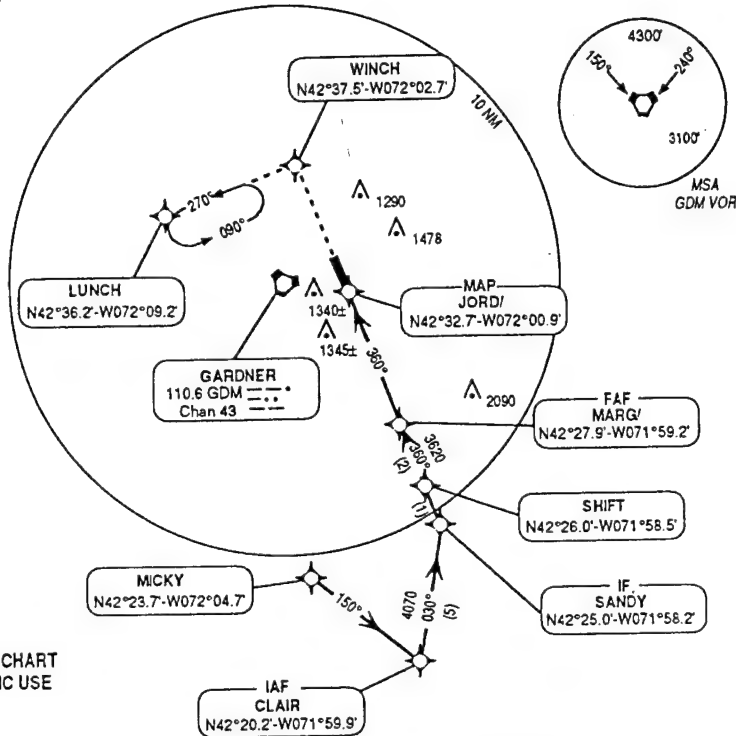 4300'
150°
240°
3100'
MSA
GDM VOR
WINCH
N42°37.5'-W072°02.7'
10 NM
1290
1478
270°
090°
LUNCH
N42°36.2'-W072°09.2'
MAP
JORD/
N42°32.7'-W072°00.9'
1340±
1345±
GARDNER
110.6 GDM
Chan 43
360°
2090
FAF
MARG/
N42°27.9'-W071°59.2'
3620
360°
(2)
SHIFT
N42°26.0'-W071°58.5'
(1)
IF
SANDY
N42°25.0'-W071°58.2'
MICKY
N42°23.7'-W072°04.7'
150°
4070
030°
(5)
CHART
IC USE
IAF
CLAIR
N42°20.2'-W071°59.9'